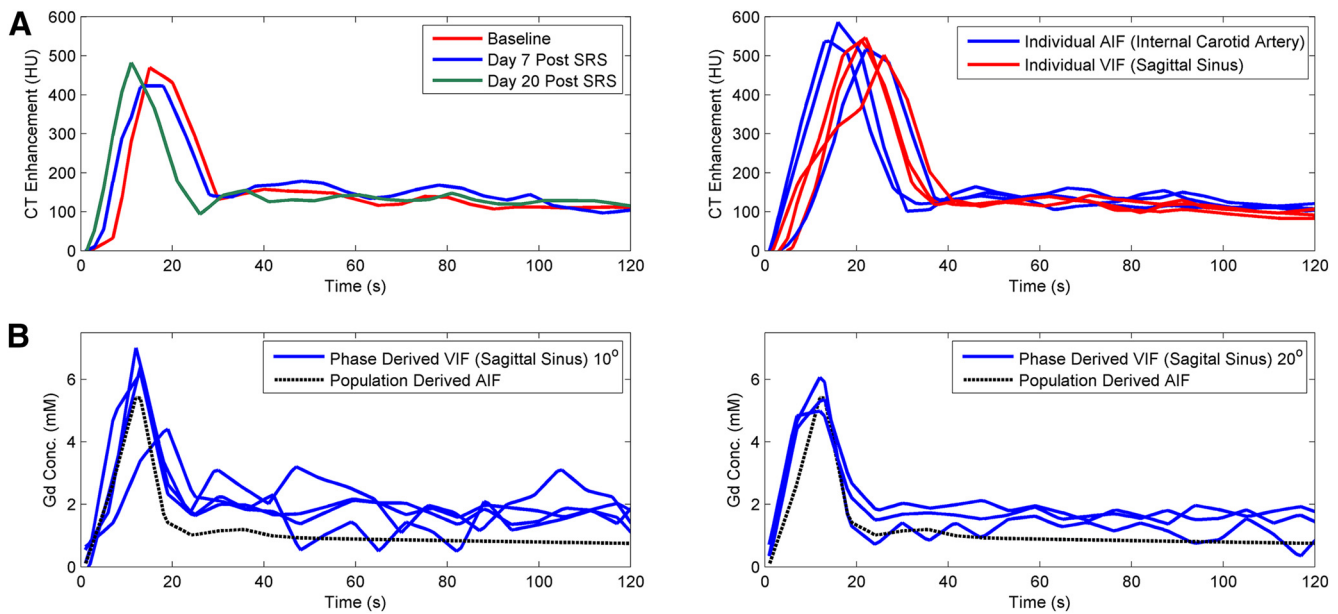 A
600
500
400
300
200
100
0
CT Enhancement (HU)
Baseline
Day 7 Post SRS
Day 20 Post SRS
0 20 40 60 80 100 120
Time (s)
600
500
400
300
200
100
0
CT Enhancement (HU)
Individual AIF (Internal Carotid Artery)
Individual VIF (Sagittal Sinus)
0 20 40 60 80 100 120
Time (s)
B
6
4
2
0
Gd Conc. (mM)
Phase Derived VIF (Sagittal Sinus) 10°
Population Derived AIF
0 20 40 60 80 100 120
Time (s)
6
4
2
0
Gd Conc. (mM)
Phase Derived VIF (Sagital Sinus) 20°
Population Derived AIF
0 20 40 60 80 100 120
Time (s)